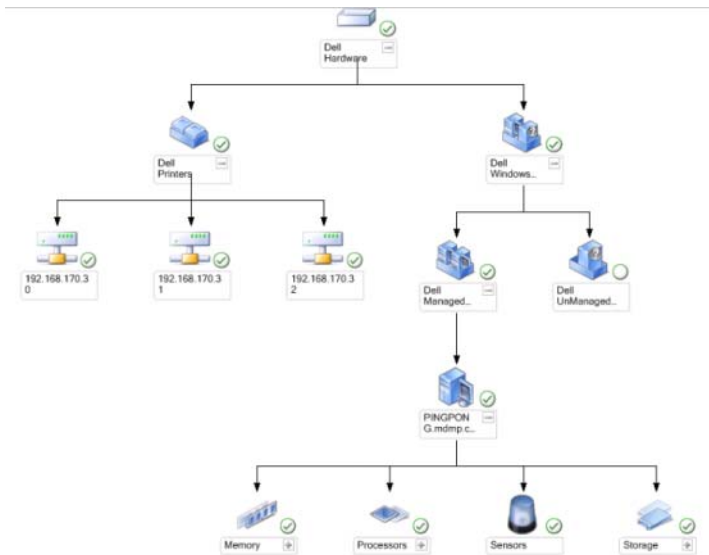 Dell
Hardware
Dell
Printers
Dell
Windows...
192.168.170.3
0
192.168.170.3
1
192.168.170.3
2
Dell
Managed...
Dell
UnManaged...
PINGPON
G.mdmp.c...
Memory
Processors
Sensors
Storage